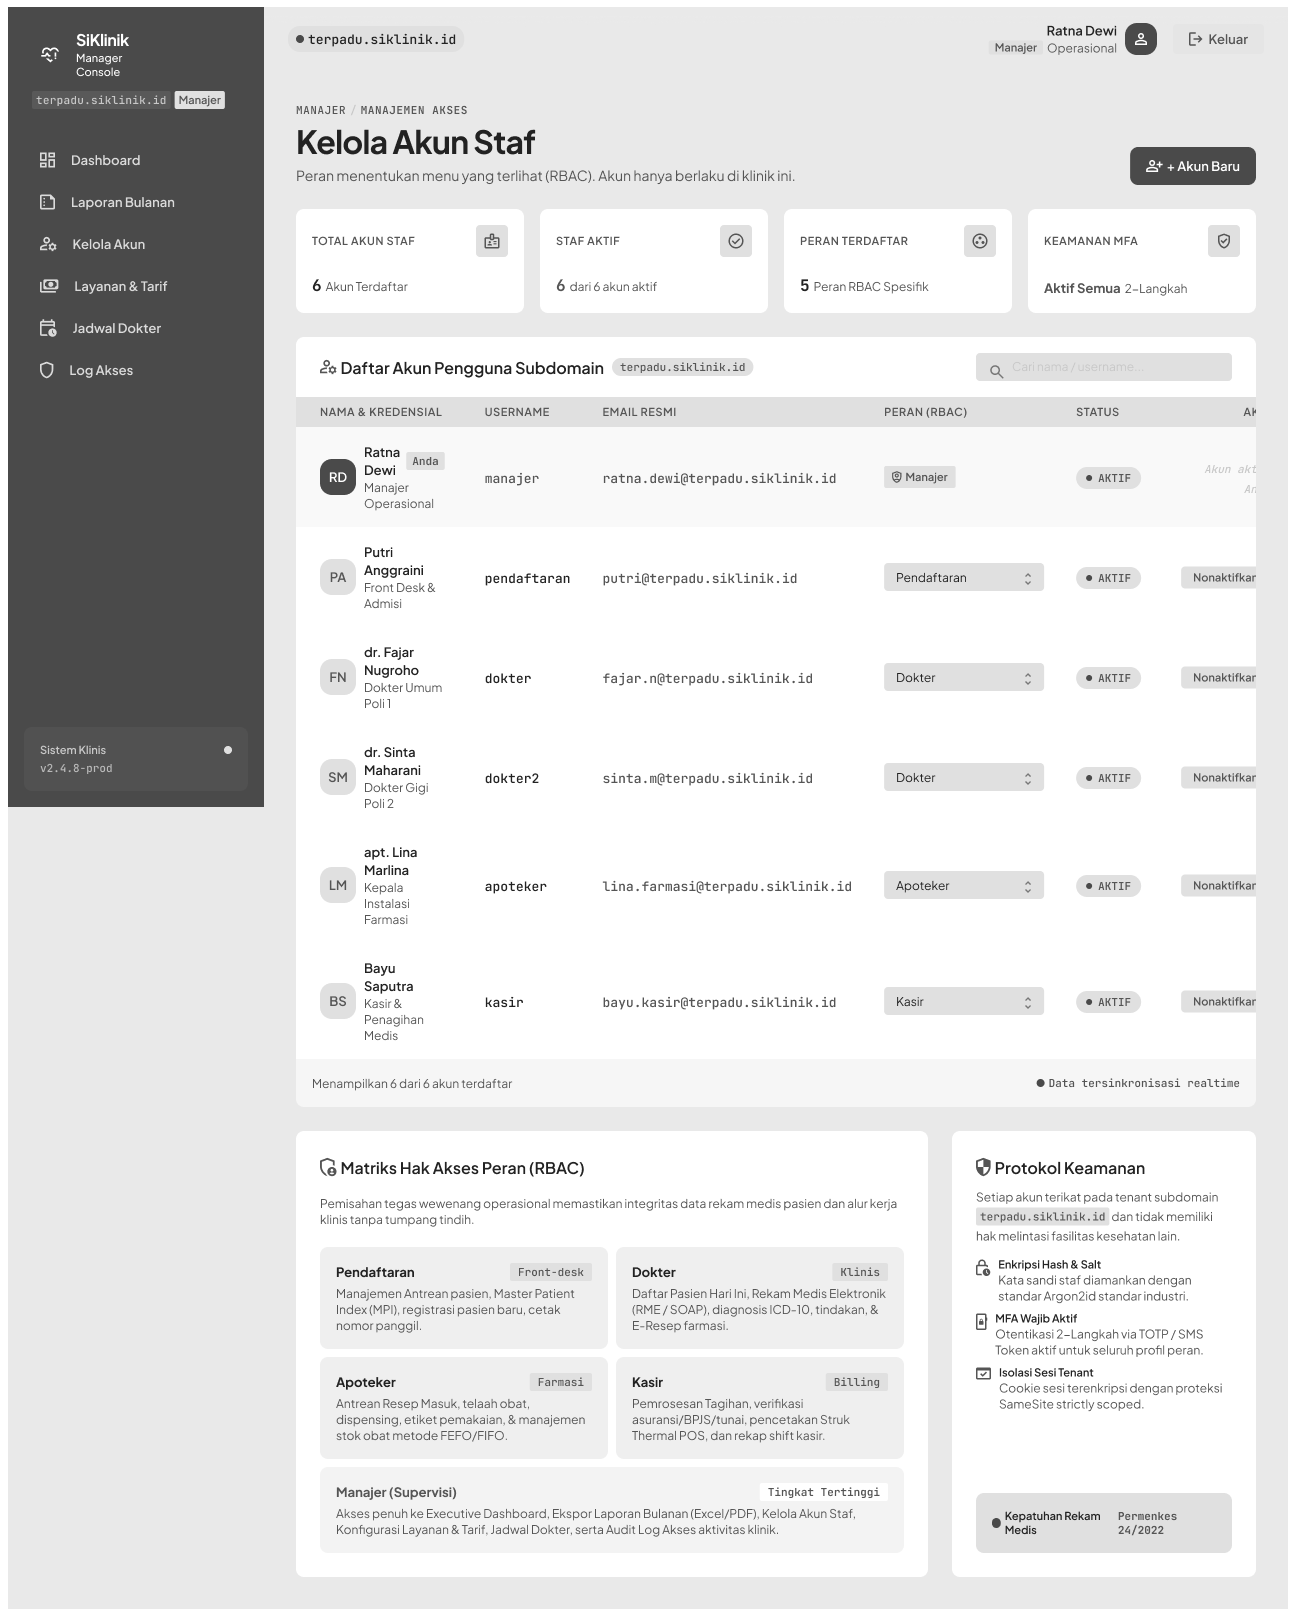 SiKlinik
Manager
Console
terpadu.siklinik.id Manajer
Dashboard
Laporan Bulanan
Kelola Akun
Layanan & Tarif
Jadwal Dokter
Log Akses
Sistem Klinis
v2.4.8-prod
terpadu.siklinik.id
Ratna Dewi
Manajer Operasional
Keluar
MANAJER / MANAJEMEN AKSES
Kelola Akun Staf
Peran menentukan menu yang terlihat (RBAC). Akun hanya berlaku di klinik ini.
+ Akun Baru
TOTAL AKUN STAF
6 Akun Terdaftar
STAF AKTIF
6 dari 6 akun aktif
PERAN TERDAFTAR
5 Peran RBAC Spesifik
KEAMANAN MFA
Aktif Semua 2-Langkah
Daftar Akun Pengguna Subdomain terpadu.siklinik.id
Cari nama / username...
NAMA & KREDENSIAL USERNAME EMAIL RESMI PERAN (RBAC) STATUS AK
RD
Ratna
Dewi Anda
Manajer
Operasional
manajer
ratna.dewi@terpadu.siklinik.id
Manajer
AKTIF
Akun akt
An
PA
Putri
Anggraini
Front Desk &
Admisi
pendaftaran
putri@terpadu.siklinik.id
Pendaftaran
AKTIF
Nonaktifkan
FN
dr. Fajar
Nugroho
Dokter Umum
Poli 1
dokter
fajar.n@terpadu.siklinik.id
Dokter
AKTIF
Nonaktifkan
SM
dr. Sinta
Maharani
Dokter Gigi
Poli 2
dokter2
sinta.m@terpadu.siklinik.id
Dokter
AKTIF
Nonaktifkan
LM
apt. Lina
Marlina
Kepala
Instalasi
Farmasi
apoteker
lina.farmasi@terpadu.siklinik.id
Apoteker
AKTIF
Nonaktifkan
BS
Bayu
Saputra
Kasir &
Penagihan
Medis
kasir
bayu.kasir@terpadu.siklinik.id
Kasir
AKTIF
Nonaktifkan
Menampilkan 6 dari 6 akun terdaftar
Data tersinkronisasi realtime
Matriks Hak Akses Peran (RBAC)
Pemisahan tegas wewenang operasional memastikan integritas data rekam medis pasien dan alur kerja
klinis tanpa tumpang tindih.
Pendaftaran Front-desk
Manajemen Antrean pasien, Master Patient
Index (MPI), registrasi pasien baru, cetak
nomor panggil.
Dokter Klinis
Daftar Pasien Hari Ini, Rekam Medis Elektronik
(RME / SOAP), diagnosis ICD-10, tindakan, &
E-Resep farmasi.
Apoteker Farmasi
Antrean Resep Masuk, telaah obat,
dispensing, etiket pemakaian, & manajemen
stok obat metode FEFO/FIFO.
Kasir Billing
Pemrosesan Tagihan, verifikasi
asuransi/BPJS/tunai, pencetakan Struk
Thermal POS, dan rekap shift kasir.
Manajer (Supervisi) Tingkat Tertinggi
Akses penuh ke Executive Dashboard, Ekspor Laporan Bulanan (Excel/PDF), Kelola Akun Staf,
Konfigurasi Layanan & Tarif, Jadwal Dokter, serta Audit Log Akses aktivitas klinik.
Protokol Keamanan
Setiap akun terikat pada tenant subdomain
terpadu.siklinik.id dan tidak memiliki
hak melintasi fasilitas kesehatan lain.
Enkripsi Hash & Salt
Kata sandi staf diamankan dengan
standar Argon2id standar industri.
MFA Wajib Aktif
Otentikasi 2-Langkah via TOTP / SMS
Token aktif untuk seluruh profil peran.
Isolasi Sesi Tenant
Cookie sesi terenkripsi dengan proteksi
SameSite strictly scoped.
Kepatuhan Rekam
Medis
Permenkes
24/2022